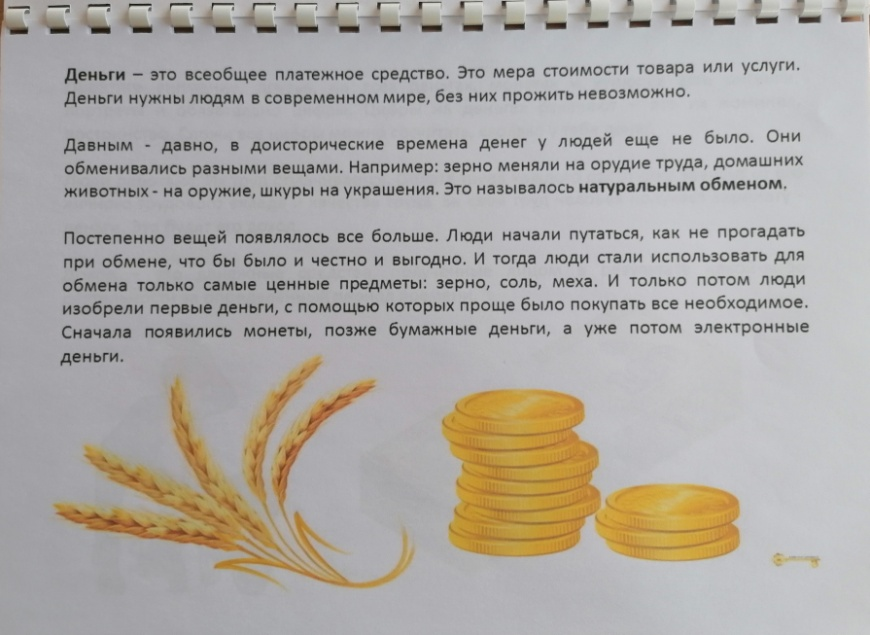 Деньги – это всеобщее платежное средство. Это мера стоимости товара или услуги.
Деньги нужны людям в современном мире, без них прожить невозможно.
Давным - давно, в доисторические времена денег у людей еще не было. Они
обменивались разными вещами. Например: зерно меняли на орудие труда, домашних
животных - на оружие, шкуры на украшения. Это называлось натуральным обменом.
Постепенно вещей появлялось все больше. Люди начали путаться, как не прогадать
при обмене, что бы было и честно и выгодно. И тогда люди стали использовать для
обмена только самые ценные предметы: зерно, соль, меха. И только потом люди
изобрели первые деньги, с помощью которых проще было покупать все необходимое.
Сначала появились монеты, позже бумажные деньги, а уже потом электронные
деньги.